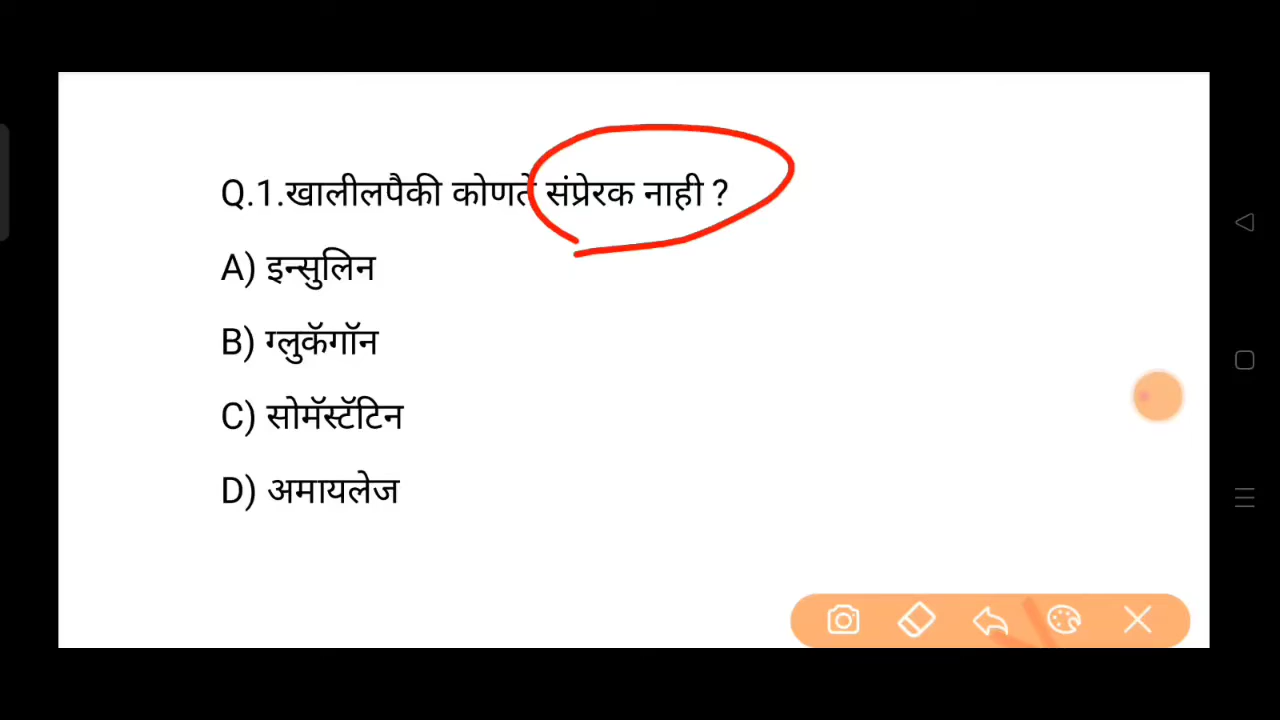 Q.1.खालीलपैकी कोणते संप्रेरक नाही ?
A) इन्सुलिन
B) ग्लुकॅगॉन
C) सोमॅस्टॅटिन
D) अमायलेज